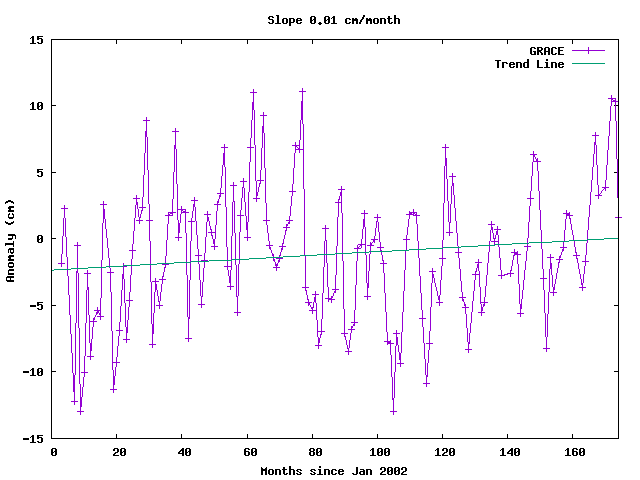 Slope 0.01 cm/month
GRACE
Trend Line
15
10
5
0
-5
-10
-15
Anomaly (cm)
0 20 40 60 80 100 120 140 160
Months since Jan 2002